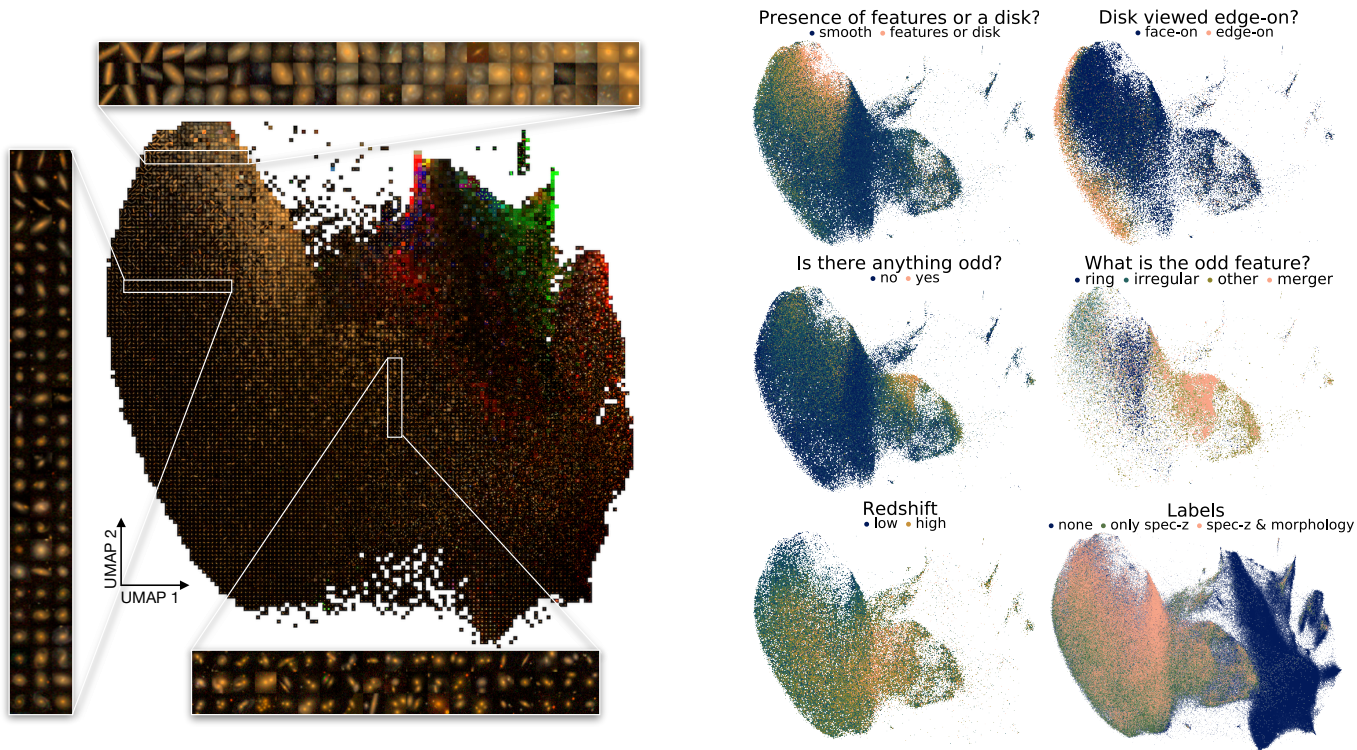 Presence of features or a disk?
smooth features or disk
Disk viewed edge-on?
face-on edge-on
Is there anything odd?
no yes
What is the odd feature?
ring irregular other merger
Redshift
low high
Labels
none only spec-z spec-z & morphology
UMAP 2
UMAP 1